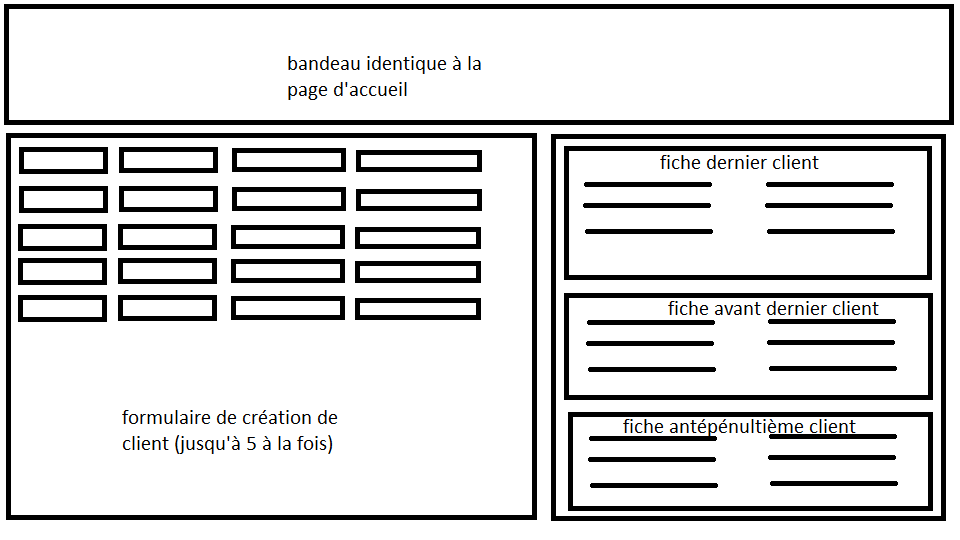 bandeau identique à la
page d'accueil
formulaire de création de
client (jusqu'à 5 à la fois)
fiche dernier client
fiche avant dernier client
fiche antépénultième client